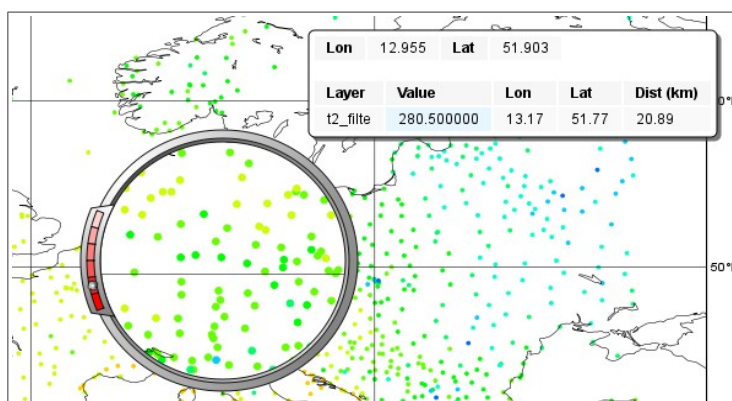 Lon 12.955 Lat 51.903
Layer Value Lon Lat Dist (km)
t2_filte 280.500000 13.17 51.77 20.89
0°
50°